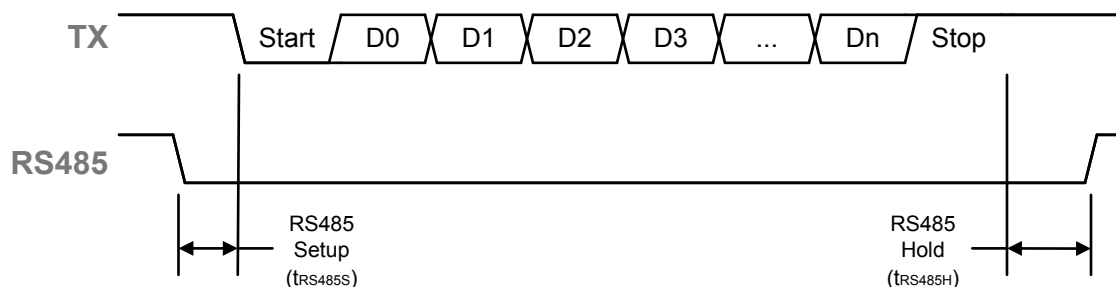 TX
Start D0 D1 D2 D3 ... Dn Stop
RS485
RS485
Setup
(tRS485S)
RS485
Hold
(tRS485H)